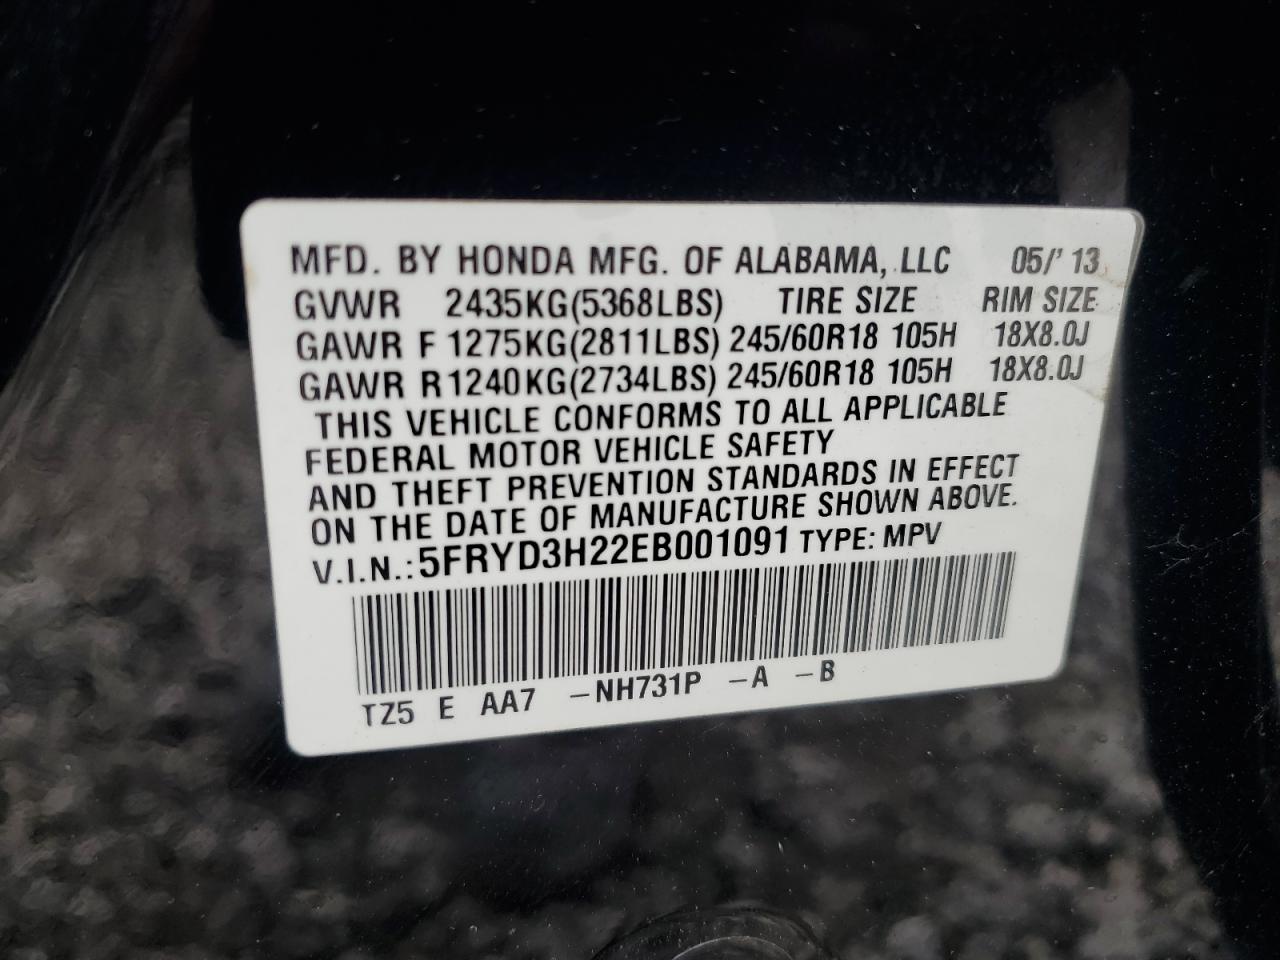 MFD. BY HONDA MFG. OF ALABAMA, LLC 05/' 13
GVWR 2435KG(5368LBS) TIRE SIZE RIM SIZE
GAWR F 1275KG(2811LBS) 245/60R18 105H 18X8.0J
GAWR R 1240KG(2734LBS) 245/60R18 105H 18X8.0J
THIS VEHICLE CONFORMS TO ALL APPLICABLE
FEDERAL MOTOR VEHICLE SAFETY
AND THEFT PREVENTION STANDARDS IN EFFECT
ON THE DATE OF MANUFACTURE SHOWN ABOVE.
V.I.N.: 5FRYD3H22EB001091 TYPE: MPV
TZ5 E AA7 –NH731P –A –B